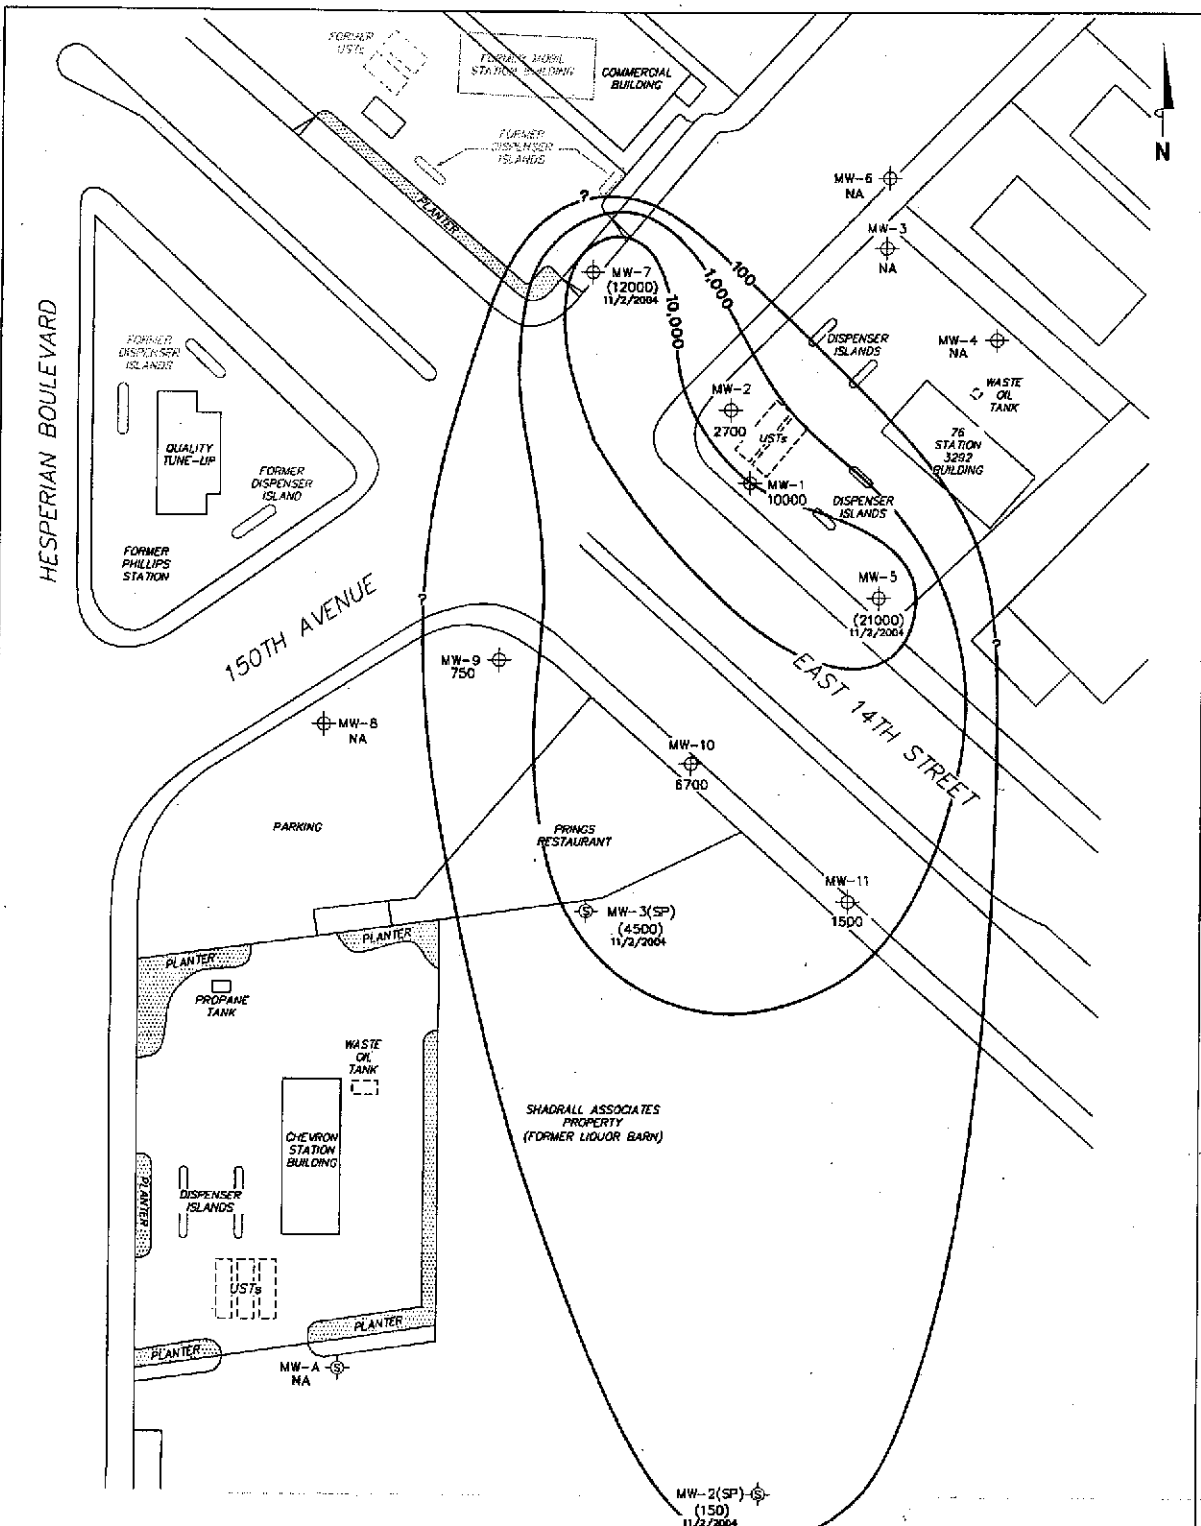 FORMER
USTs
FORMER MOBIL
STATION BUILDING
COMMERCIAL
BUILDING
FORMER
DISPENSER
ISLANDS
PLANTER
N
MW-6
NA
MW-3
NA
?
MW-7
(12000)
11/2/2004
10,000
1,000
100
DISPENSER
ISLANDS
MW-4
NA
WASTE
OIL
TANK
76
STATION
3292
BUILDING
MW-2
2700
USTs
MW-1
10000
DISPENSER
ISLANDS
MW-5
(21000)
11/2/2004
HESPERIAN BOULEVARD
FORMER
DISPENSER
ISLANDS
QUALITY
TUNE-UP
FORMER
DISPENSER
ISLAND
FORMER
PHILLIPS
STATION
150TH AVENUE
?
?
EAST 14TH STREET
MW-9
750
MW-8
NA
MW-10
6700
PARKING
PRINGS
RESTAURANT
MW-11
1500
MW-3(SP)
(4500)
11/2/2004
PLANTER
PLANTER
PROPANE
TANK
WASTE
OIL
TANK
CHEVRON
STATION
BUILDING
SHADRALL ASSOCIATES
PROPERTY
(FORMER LIQUOR BARN)
PLANTER
DISPENSER
ISLANDS
USTs
PLANTER
PLANTER
MW-A
NA
MW-2(SP)
(150)
11/2/2004